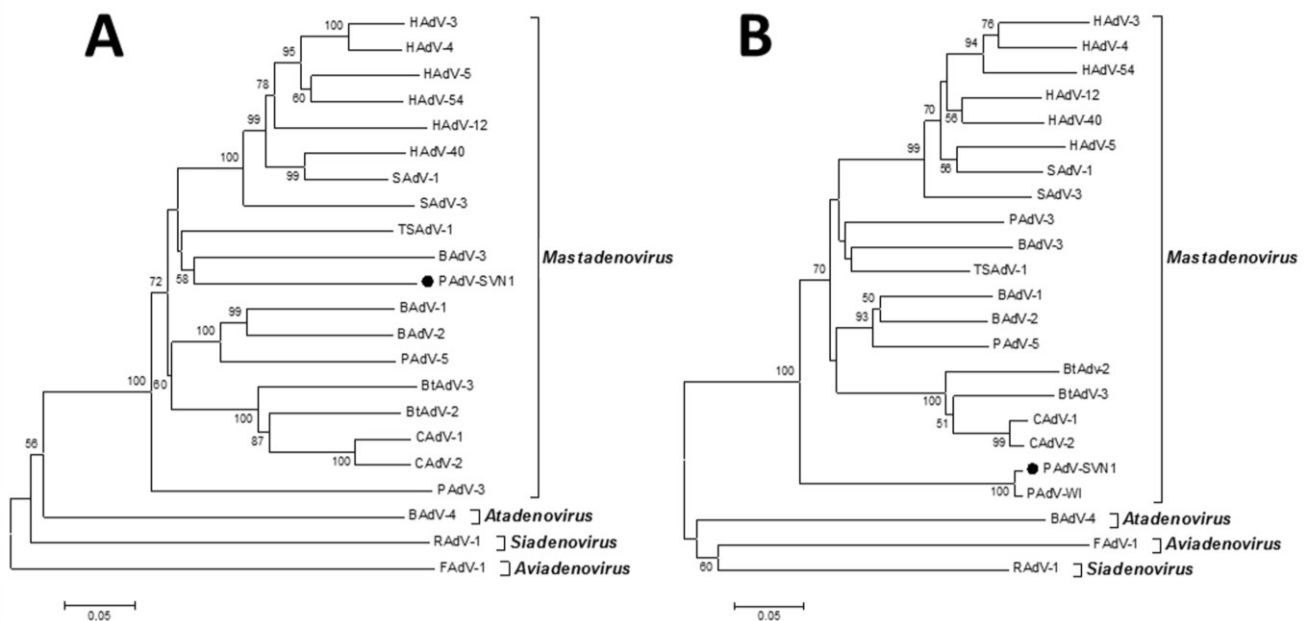 A
100
HAdV-3
HAdV-4
95
HAdV-5
78
60
HAdV-54
99
HAdV-12
100
HAdV-40
99
SAdV-1
SAdV-3
TSAdV-1
BAdV-3
58
PAdV-SVN1
72
99
BAdV-1
100
BAdV-2
PAdV-5
100
60
BtAdV-3
100
BtAdV-2
87
CAdV-1
100
CAdV-2
56
PAdV-3
Mastadenovirus
BAdV-4
Atadenovirus
RAdV-1
Siadenovirus
FAdV-1
Aviadenovirus
0.05
B
76
HAdV-3
94
HAdV-4
HAdV-54
70
HAdV-12
56
HAdV-40
99
HAdV-5
56
SAdV-1
SAdV-3
PAdV-3
BAdV-3
70
TSAdV-1
50
BAdV-1
93
BAdV-2
PAdV-5
100
BtAdv-2
100
BtAdV-3
51
CAdV-1
99
CAdV-2
PAdV-SVN1
100
PAdV-WI
Mastadenovirus
BAdV-4
Atadenovirus
FAdV-1
Aviadenovirus
60
RAdV-1
Siadenovirus
0.05